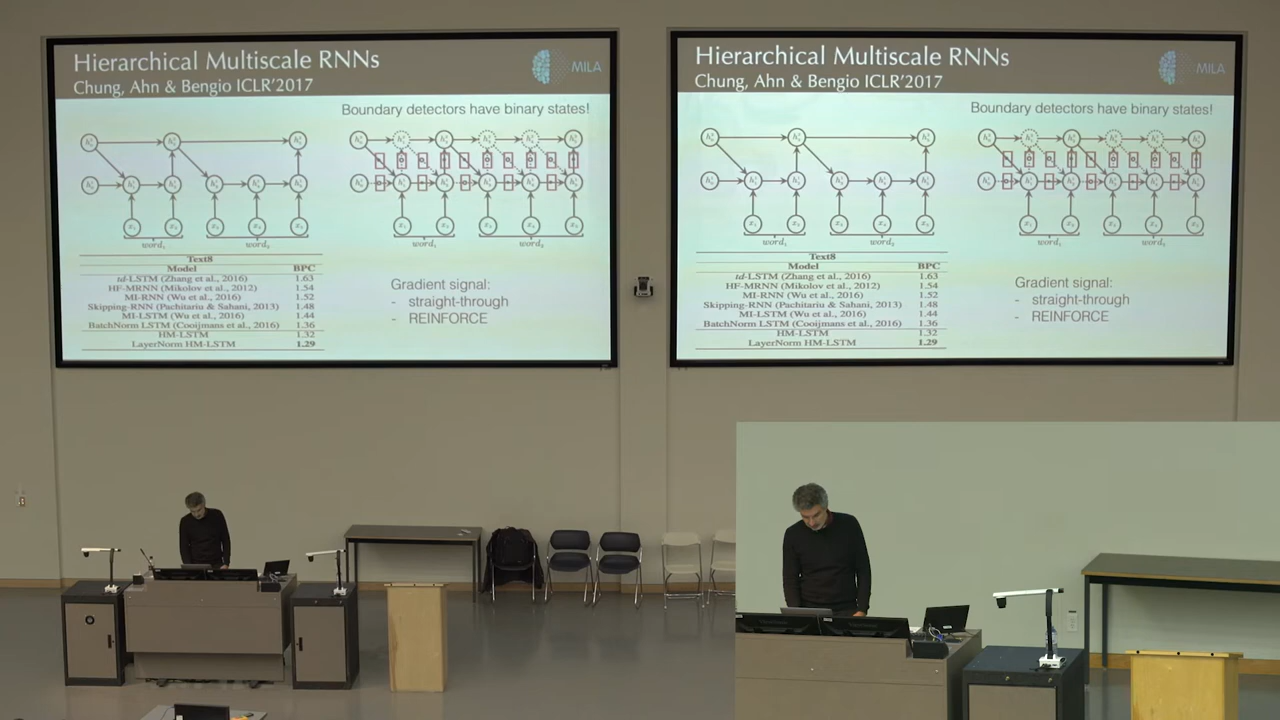 Hierarchical Multiscale RNNs
Chung, Ahn & Bengio ICLR'2017
MILA
Boundary detectors have binary states!
word₁ word₂
word₁ word₂
Text8
Model BPC
td-LSTM (Zhang et al., 2016) 1.63
HF-MRNN (Mikolov et al., 2012) 1.54
MI-RNN (Wu et al., 2016) 1.52
Skipping-RNN (Pachitariu & Sahani, 2013) 1.48
MI-LSTM (Wu et al., 2016) 1.44
BatchNorm LSTM (Cooijmans et al., 2016) 1.36
HM-LSTM 1.32
LayerNorm HM-LSTM 1.29
Gradient signal:
- straight-through
- REINFORCE
Hierarchical Multiscale RNNs
Chung, Ahn & Bengio ICLR'2017
MILA
Boundary detectors have binary states!
word₁ word₂
word₁ word₂
Text8
Model BPC
td-LSTM (Zhang et al., 2016) 1.63
HF-MRNN (Mikolov et al., 2012) 1.54
MI-RNN (Wu et al., 2016) 1.52
Skipping-RNN (Pachitariu & Sahani, 2013) 1.48
MI-LSTM (Wu et al., 2016) 1.44
BatchNorm LSTM (Cooijmans et al., 2016) 1.36
HM-LSTM 1.32
LayerNorm HM-LSTM 1.29
Gradient signal:
- straight-through
- REINFORCE